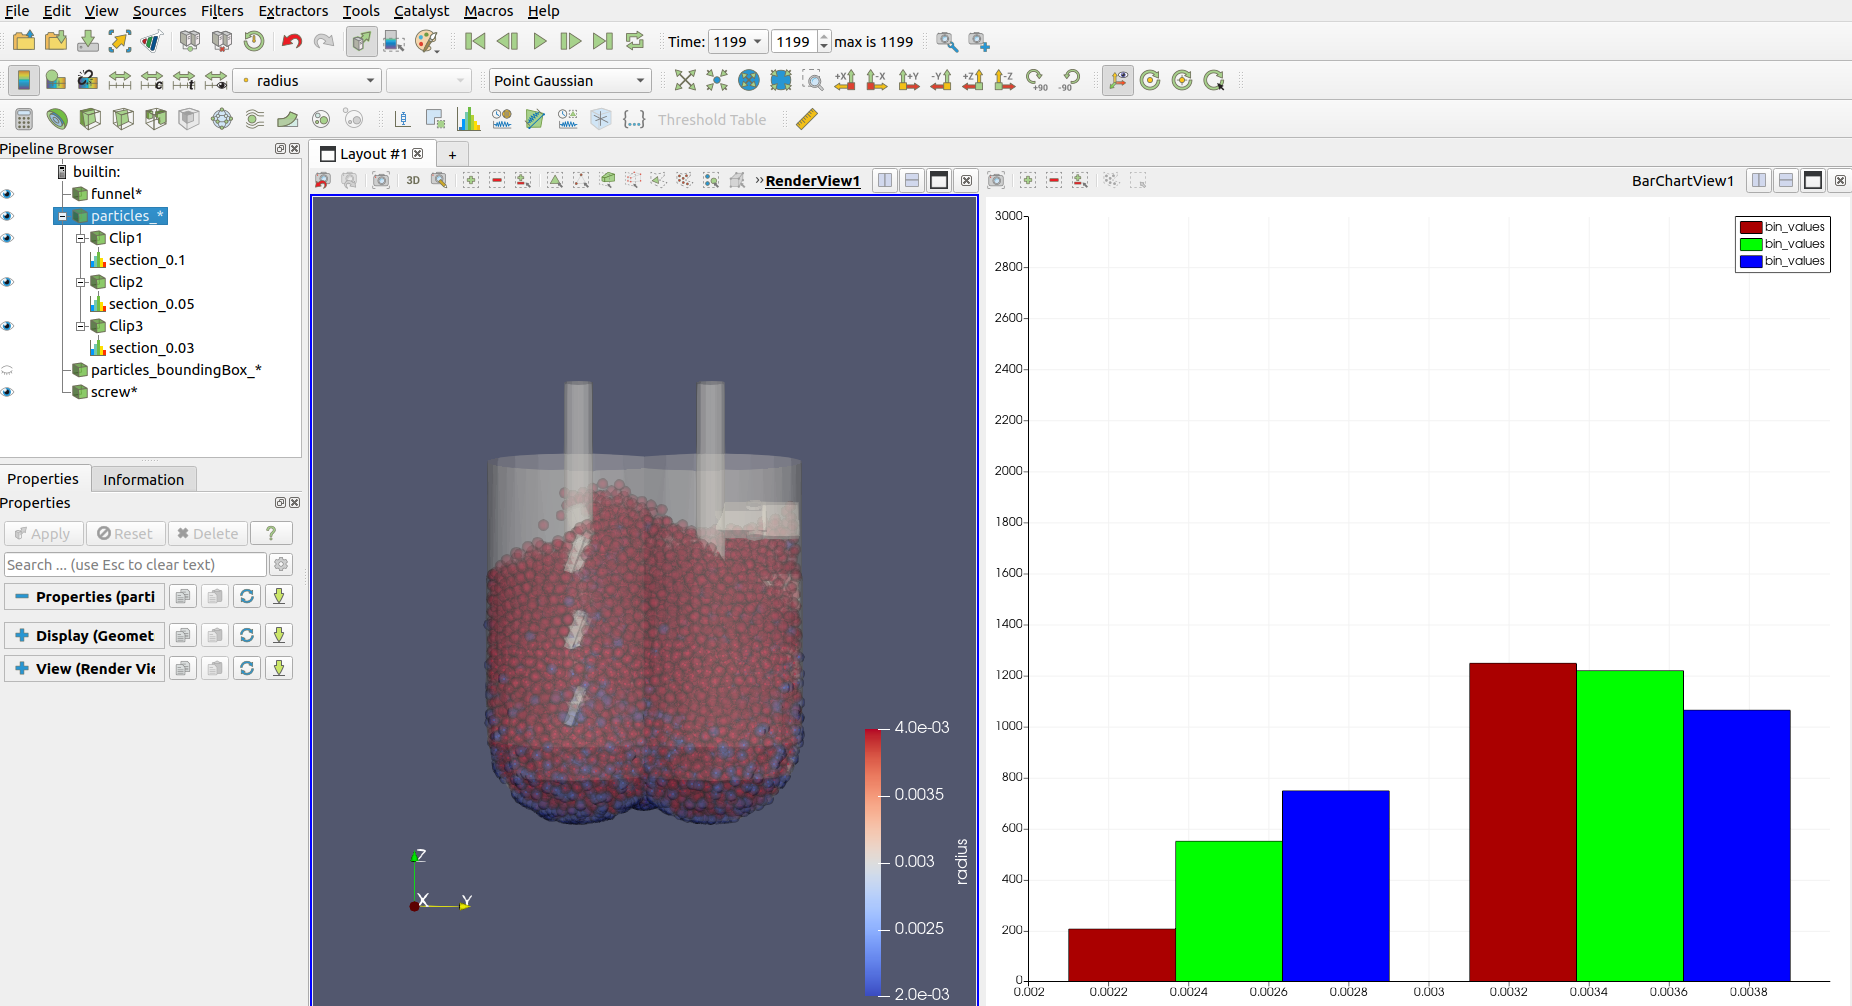 File Edit View Sources Filters Extractors Tools Catalyst Macros Help
Time: 1199 1199 max is 1199
radius Point Gaussian +X -X +Y -Y +Z -Z +90 -90
Threshold Table
Pipeline Browser
builtin:
funnel*
particles_*
Clip1
section_0.1
Clip2
section_0.05
Clip3
section_0.03
particles_boundingBox_*
screw*
Properties Information
Properties
Apply Reset Delete ?
Search ... (use Esc to clear text)
Properties (parti
Display (Geomet
View (Render Vie
Layout #1 +
3D » RenderView1
4.0e-03
0.0035
0.003
0.0025
2.0e-03
radius
Z
X Y
BarChartView1
bin_values
bin_values
bin_values
3000
2800
2600
2400
2200
2000
1800
1600
1400
1200
1000
800
600
400
200
0
0.002 0.0022 0.0024 0.0026 0.0028 0.003 0.0032 0.0034 0.0036 0.0038